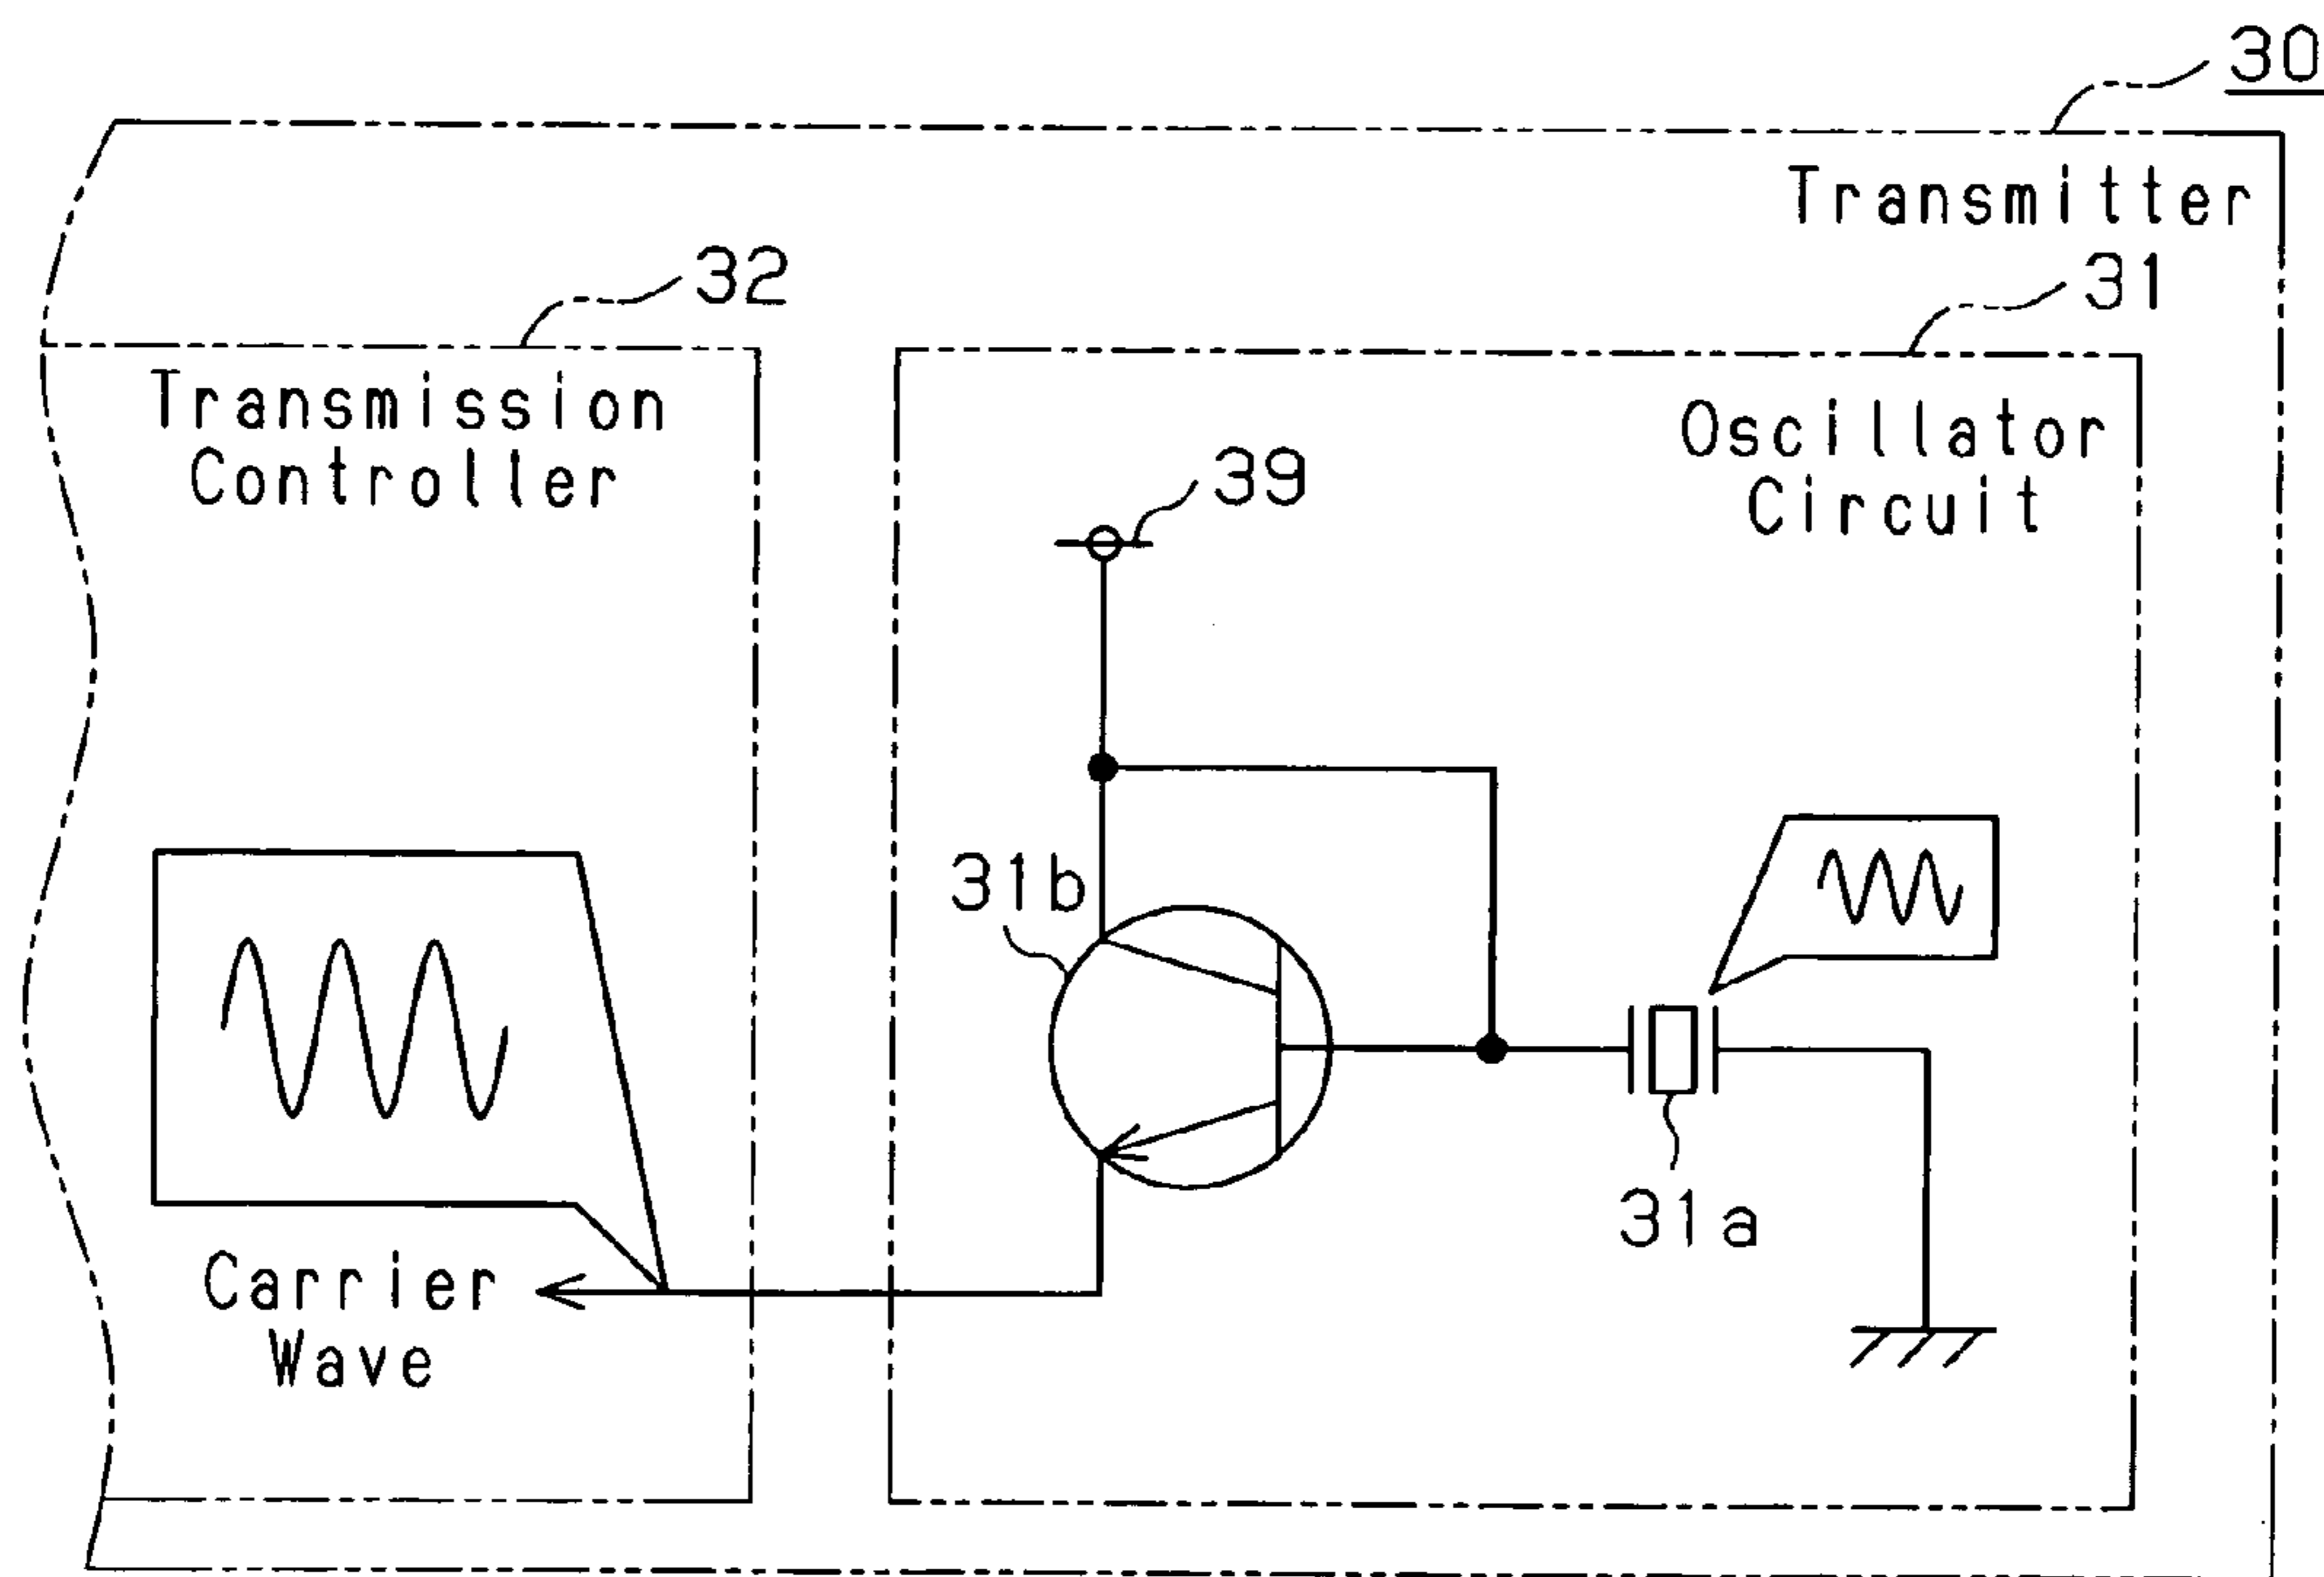 30
Transmitter
32
31
Transmission
Controller
Oscillator
Circuit
39
31b
31a
Carrier
Wave